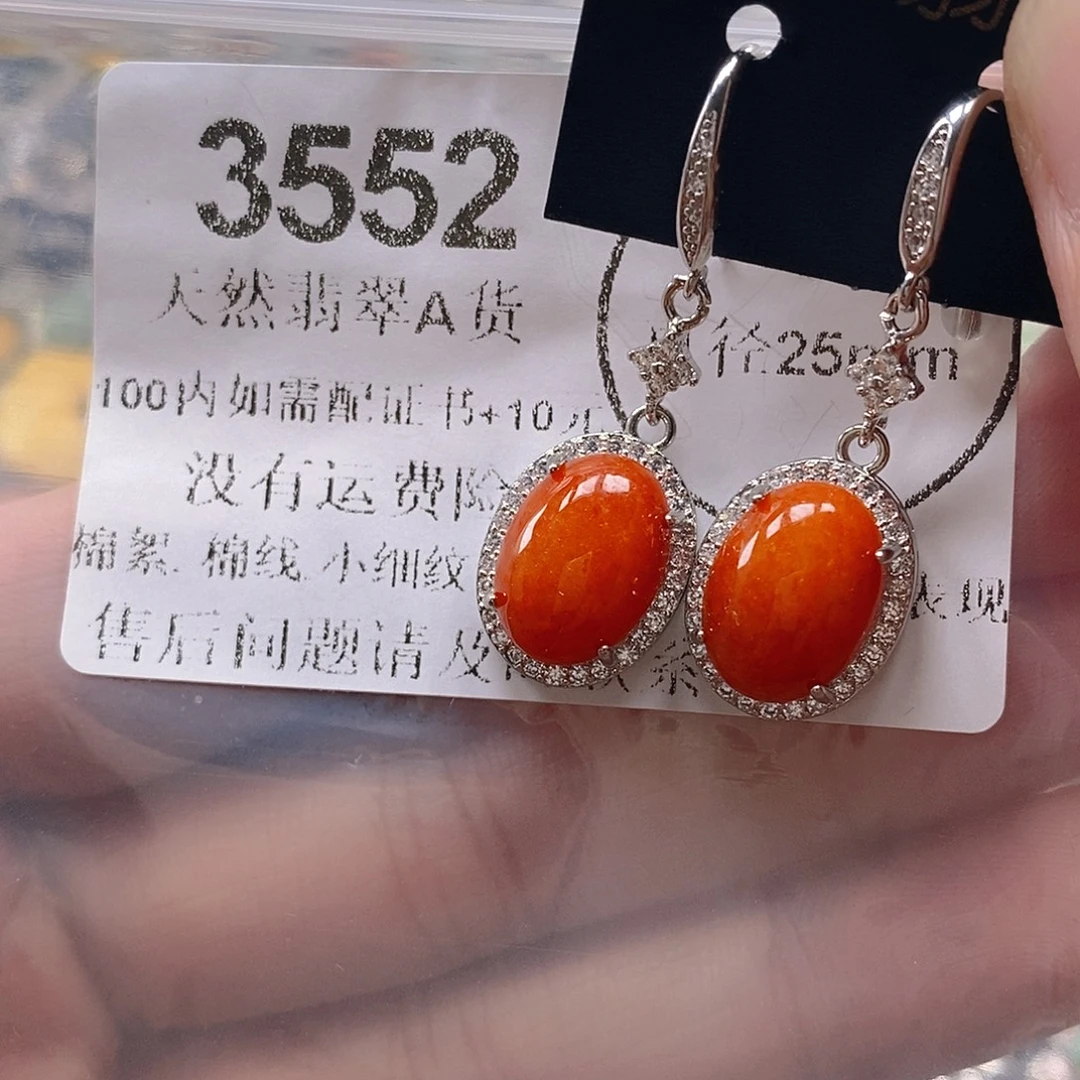 3552
天然翡翠A货
径25mm
100内如需配证书+10元
没有运费险
棉絮 棉线 小细纹
表现
售后问题请及